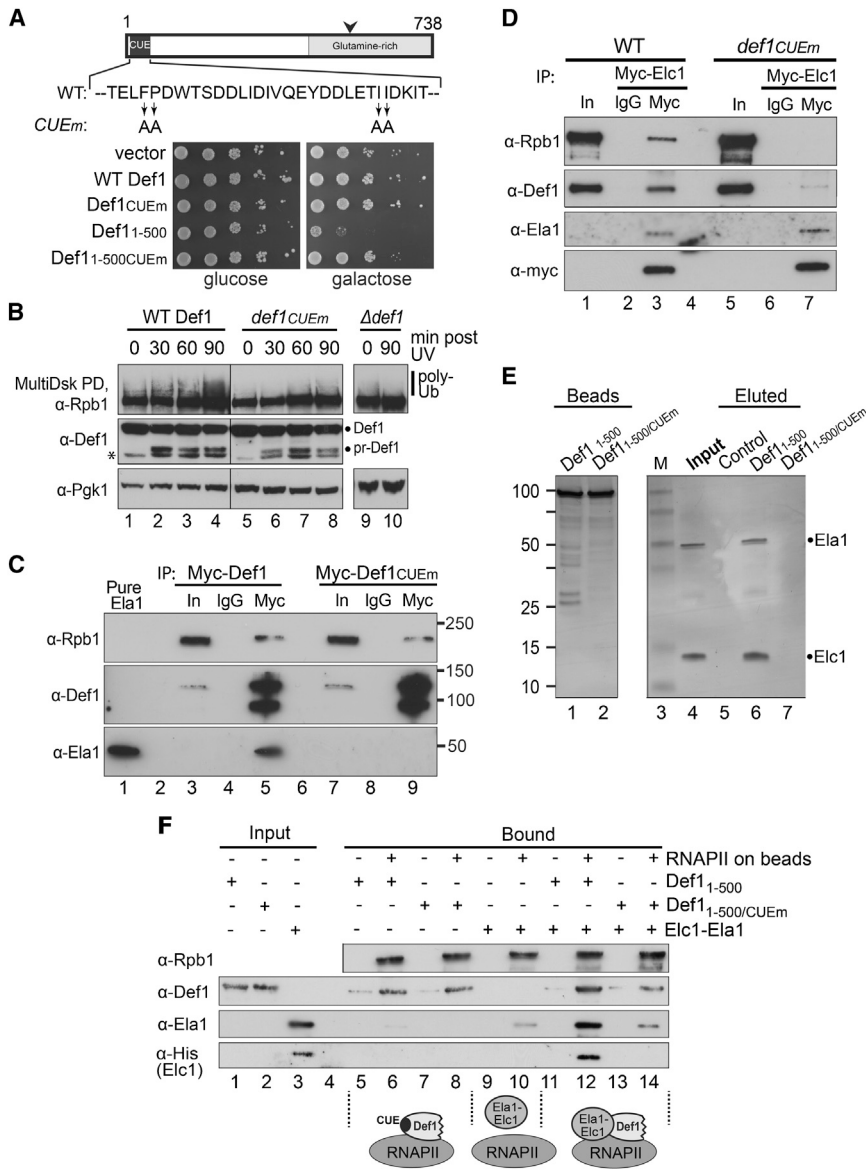 A
1 738
CUE Glutamine-rich
WT: --TELFPDWTSDDLIDIVQEYDDLETIIDKIT--
CUEm: AA AA
vector
WT Def1
Def1CUEm
Def11-500
Def11-500CUEm
glucose galactose
B
WT Def1 def1CUEm Δdef1
0 30 60 90 0 30 60 90 0 90 min post UV
MultiDsk PD, α-Rpb1
poly-Ub
α-Def1
•Def1
•pr-Def1
*
α-Pgk1
1 2 3 4 5 6 7 8 9 10
C
IP: Myc-Def1 Myc-Def1CUEm
Pure Ela1 In IgG Myc In IgG Myc
α-Rpb1
250
α-Def1
150
100
α-Ela1
50
1 2 3 4 5 6 7 8 9
D
WT def1CUEm
IP: Myc-Elc1 Myc-Elc1
In IgG Myc In IgG Myc
α-Rpb1
α-Def1
α-Ela1
α-myc
1 2 3 4 5 6 7
E
Beads Eluted
Def11-500 Def11-500/CUEm M Input Control Def11-500 Def11-500/CUEm
100
50
25
15
10
•Ela1
•Elc1
1 2 3 4 5 6 7
F
Input Bound
- - - - + - + - + - + - + RNAPII on beads
+ - - + + - - - - + + - - Def11-500
- + - - - + + - - - - + + Def11-500/CUEm
- - + - - - - + + + + + + Elc1-Ela1
α-Rpb1
α-Def1
α-Ela1
α-His
(Elc1)
1 2 3 4 5 6 7 8 9 10 11 12 13 14
CUE Def1
RNAPII
Ela1-
Elc1
RNAPII
Ela1-
Elc1
Def1
RNAPII